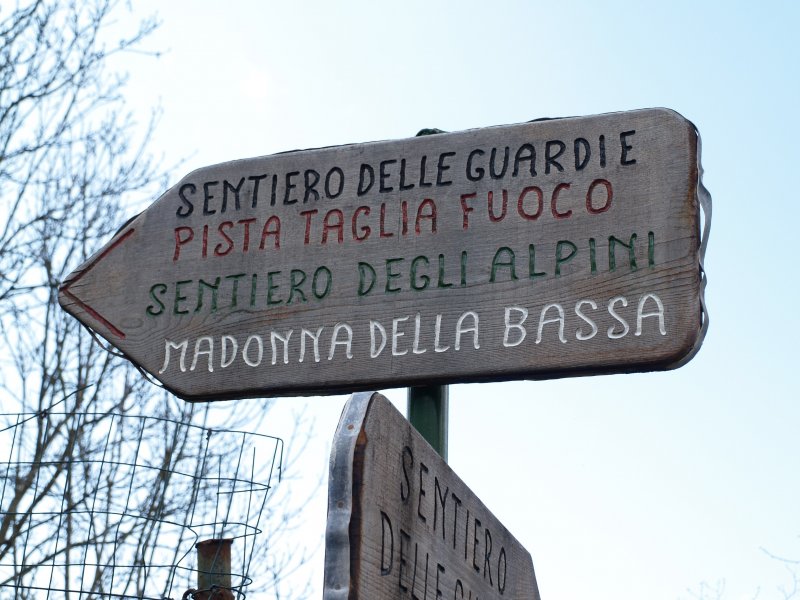 SENTIERO DELLE GUARDIE
PISTA TAGLIA FUOCO
SENTIERO DEGLI ALPINI
MADONNA DELLA BASSA
SENTIERO
DELLE